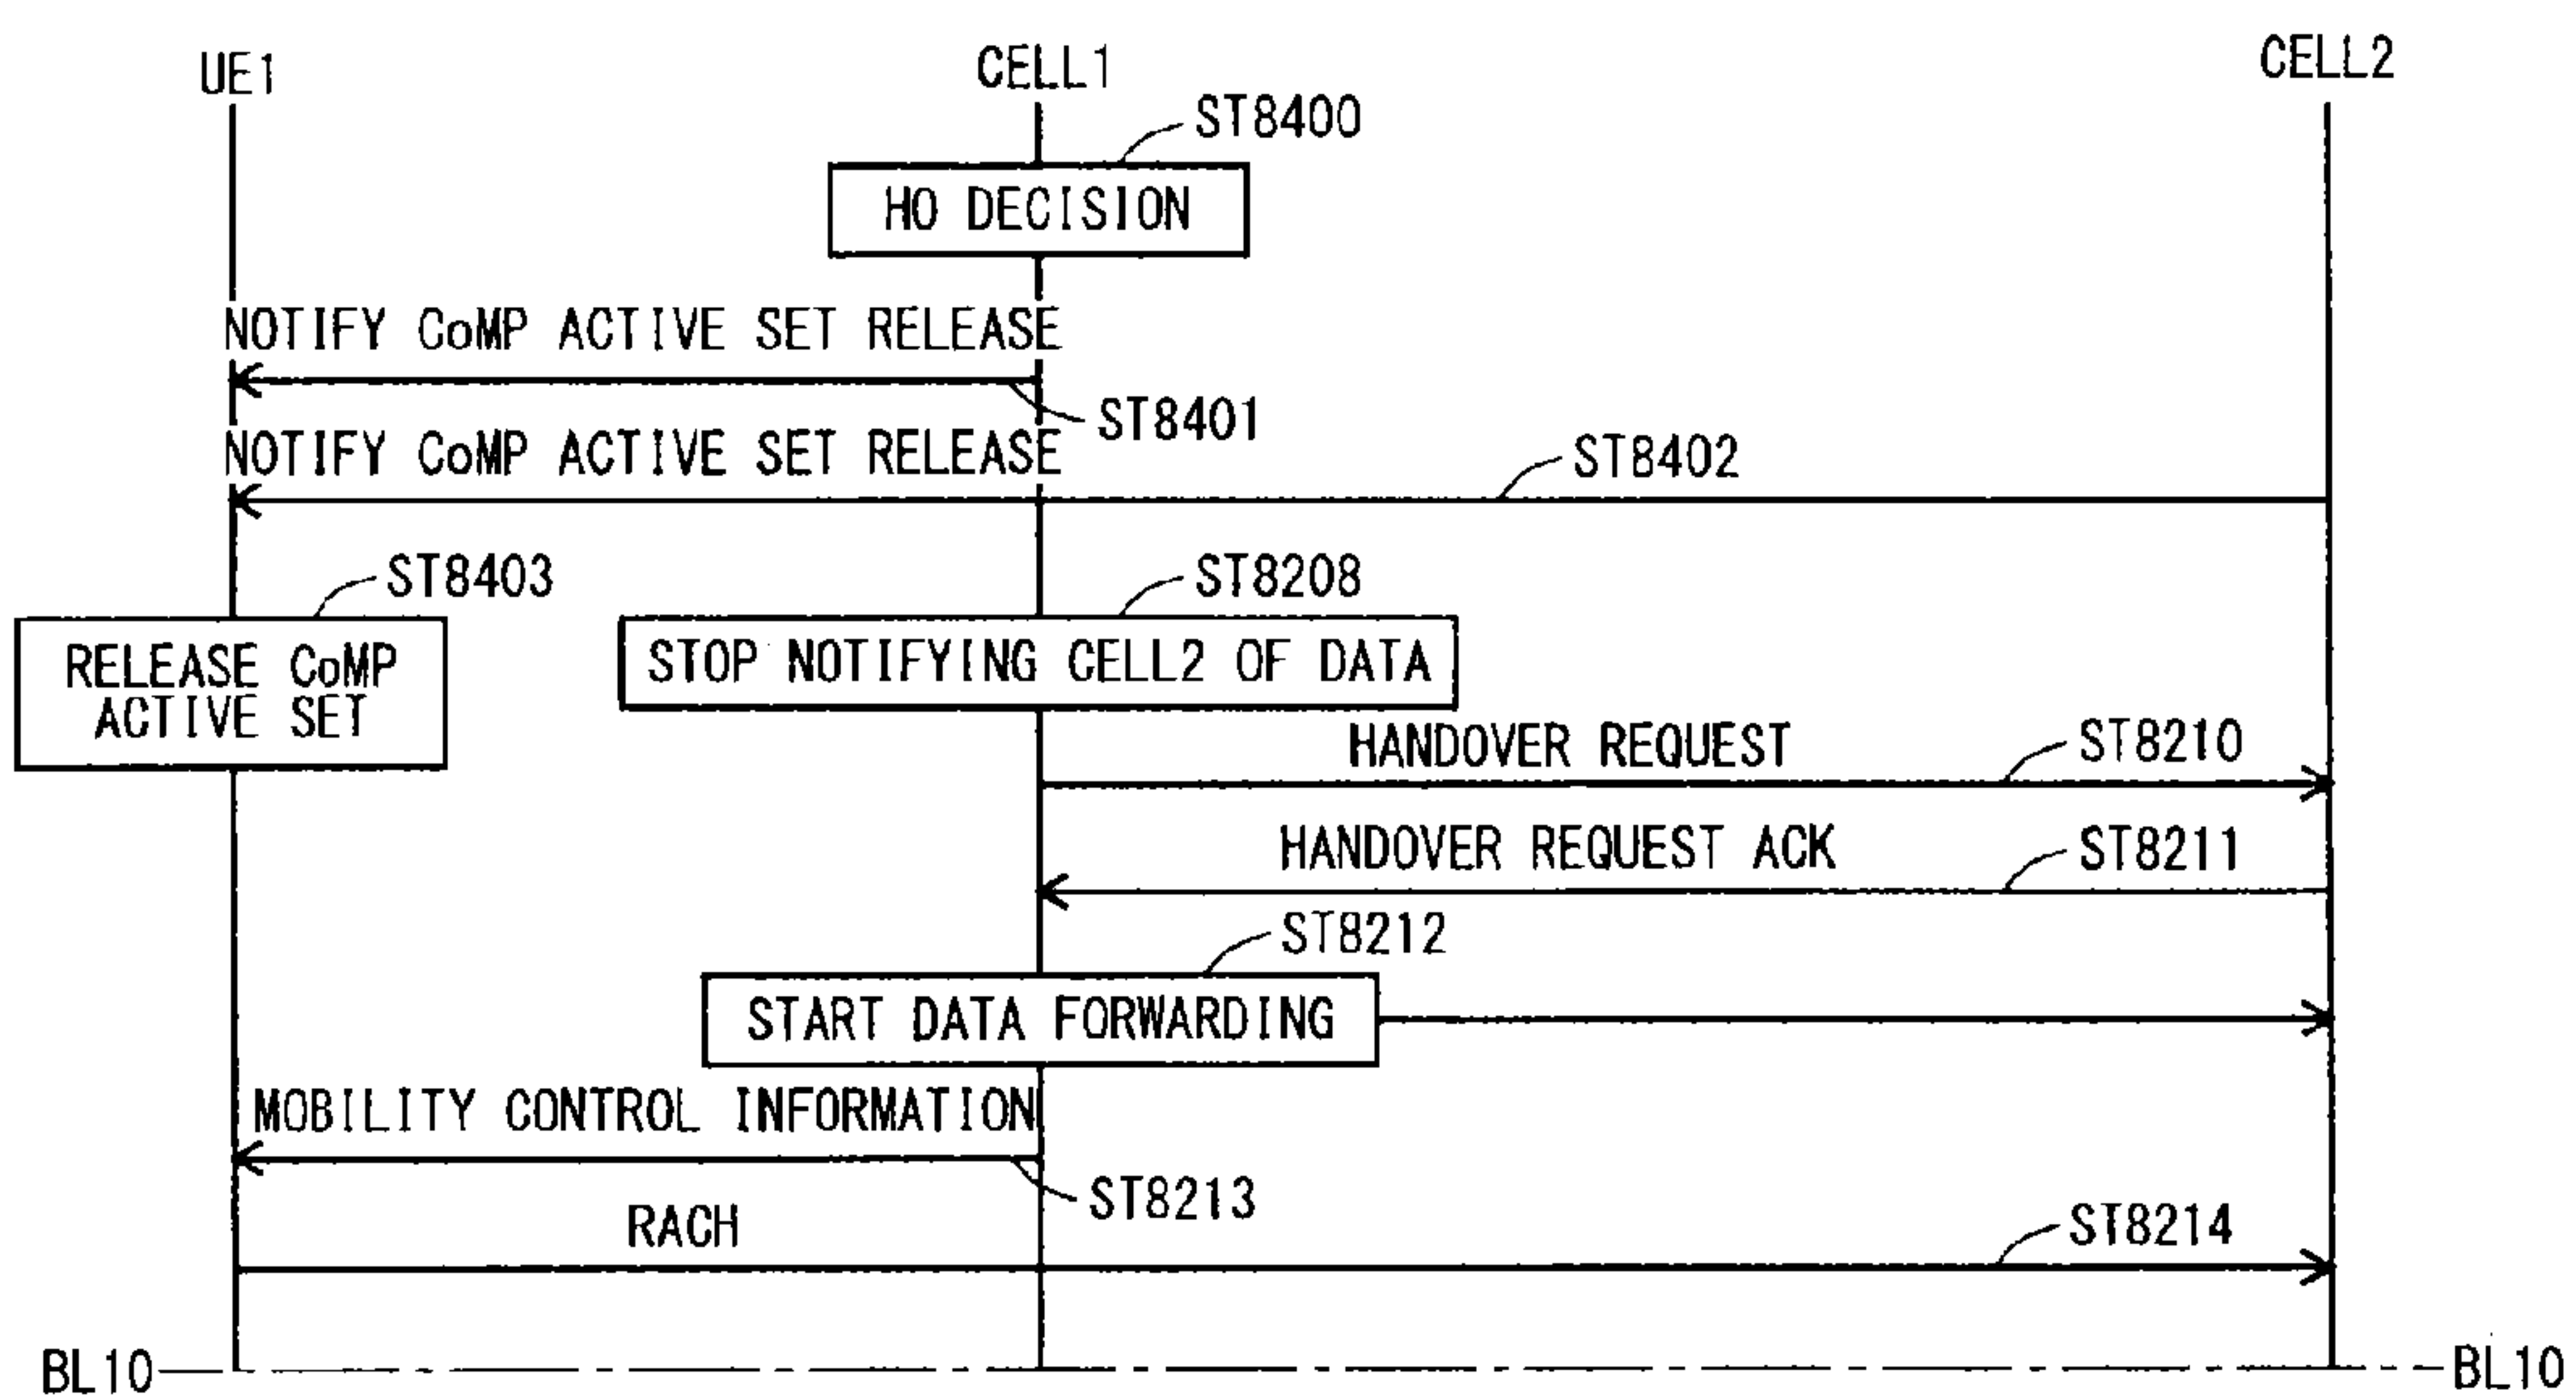 UE1
CELL1
CELL2
ST8400
HO DECISION
NOTIFY CoMP ACTIVE SET RELEASE
ST8401
NOTIFY CoMP ACTIVE SET RELEASE
ST8402
ST8403
ST8208
RELEASE CoMP
ACTIVE SET
STOP NOTIFYING CELL2 OF DATA
HANDOVER REQUEST
ST8210
HANDOVER REQUEST ACK
ST8211
ST8212
START DATA FORWARDING
MOBILITY CONTROL INFORMATION
ST8213
RACH
ST8214
BL10
BL10